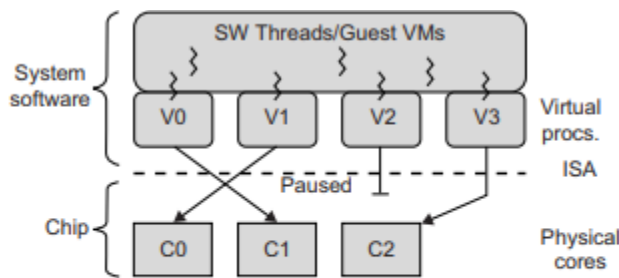 SW Threads/Guest VMs
System
software
V0 V1 V2 V3
Virtual
procs.
ISA
Paused
Chip
C0 C1 C2
Physical
cores